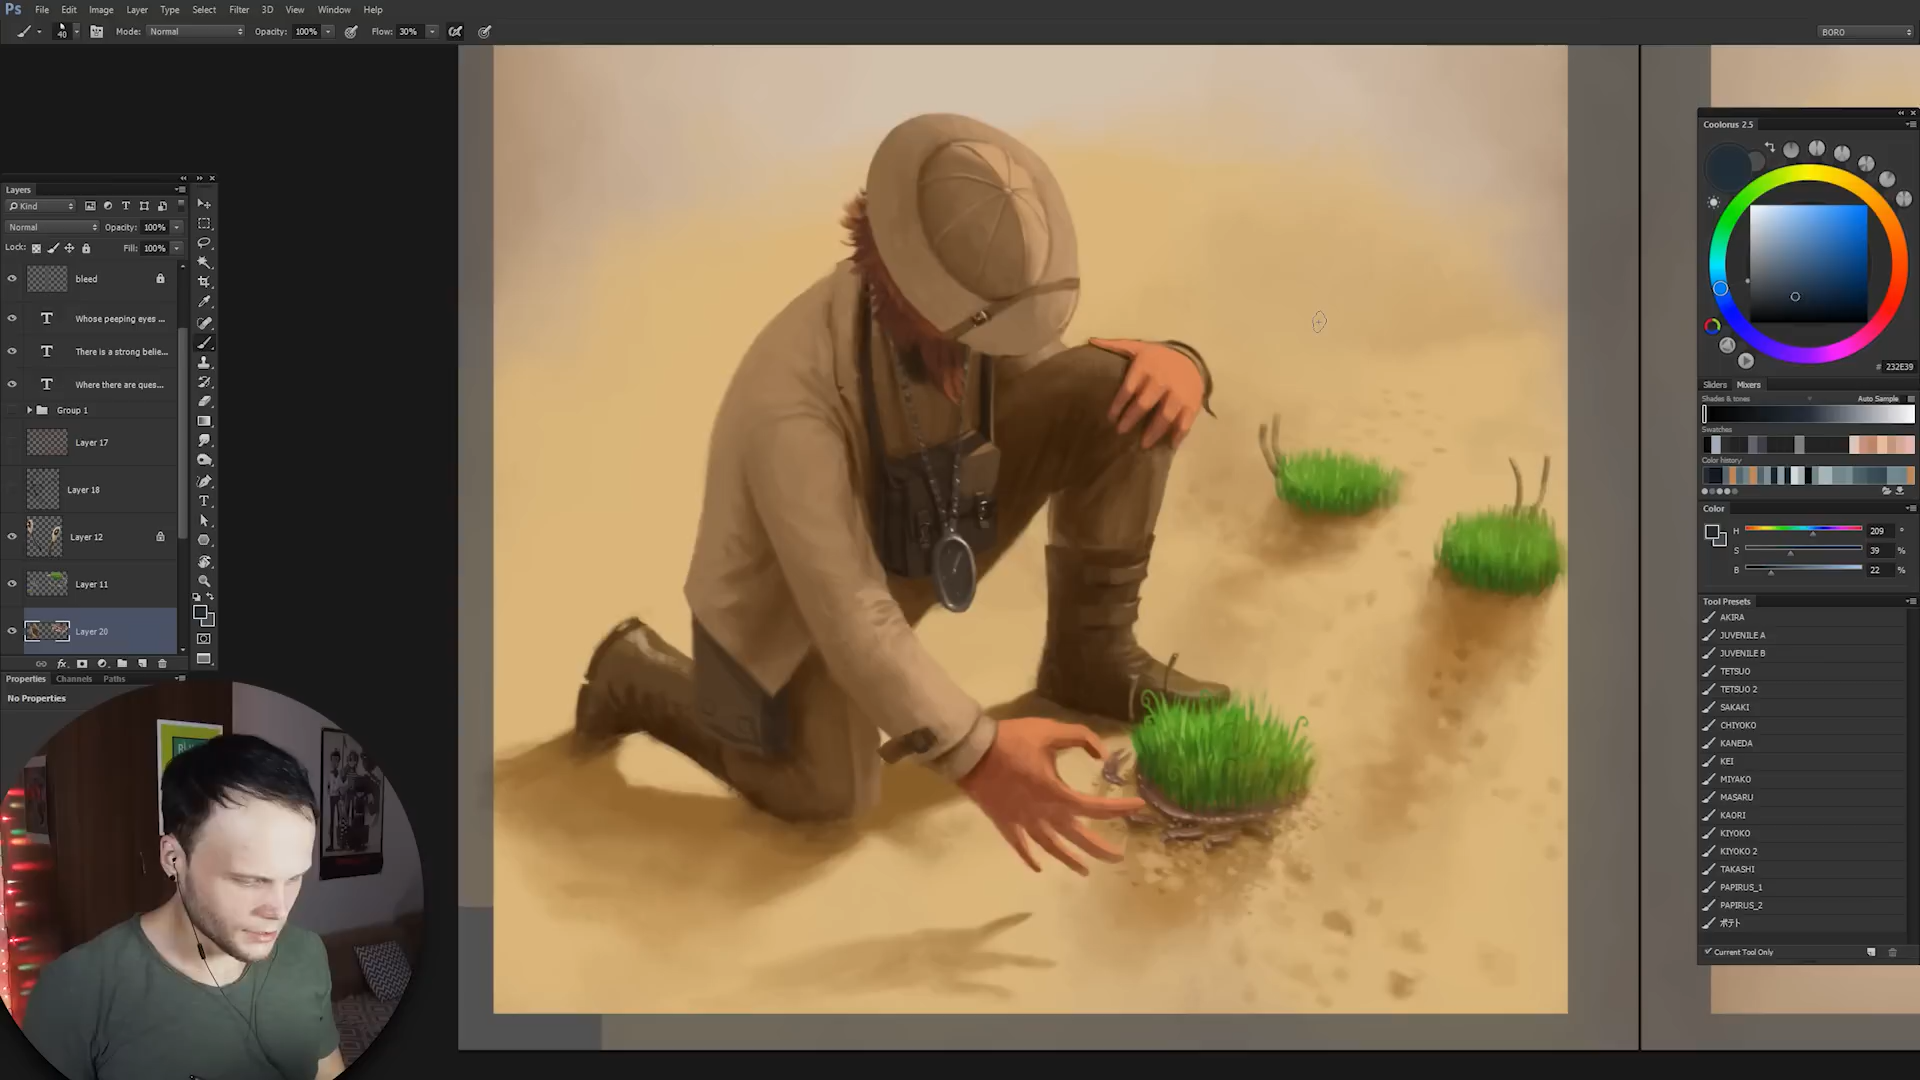 Ps File Edit Image Layer Type Select Filter 3D View Window Help
40 Mode: Normal Opacity: 100% Flow: 30% BORO
Coolorus 2.5
Layers
Kind
Normal Opacity: 100%
Lock: Fill: 100%
bleed
T Whose peeping eyes ...
T There is a strong belie...
T Where there are ques...
Group 1
Layer 17
Layer 18
Layer 12
Layer 11
Layer 20
fx
Properties Channels Paths
No Properties
# 232E39
Sliders Mixers
Shades & tones Auto Sample
Swatches
Color history
Color
H 209 °
S 39 %
B 22 %
Tool Presets
AKIRA
JUVENILE A
JUVENILE B
TETSUO
TETSUO 2
SAKAKI
CHIYOKO
KANEDA
KEI
MIYAKO
MASARU
KAORI
KIYOKO
KIYOKO 2
TAKASHI
PAPIRUS_1
PAPIRUS_2
ポテト
Current Tool Only